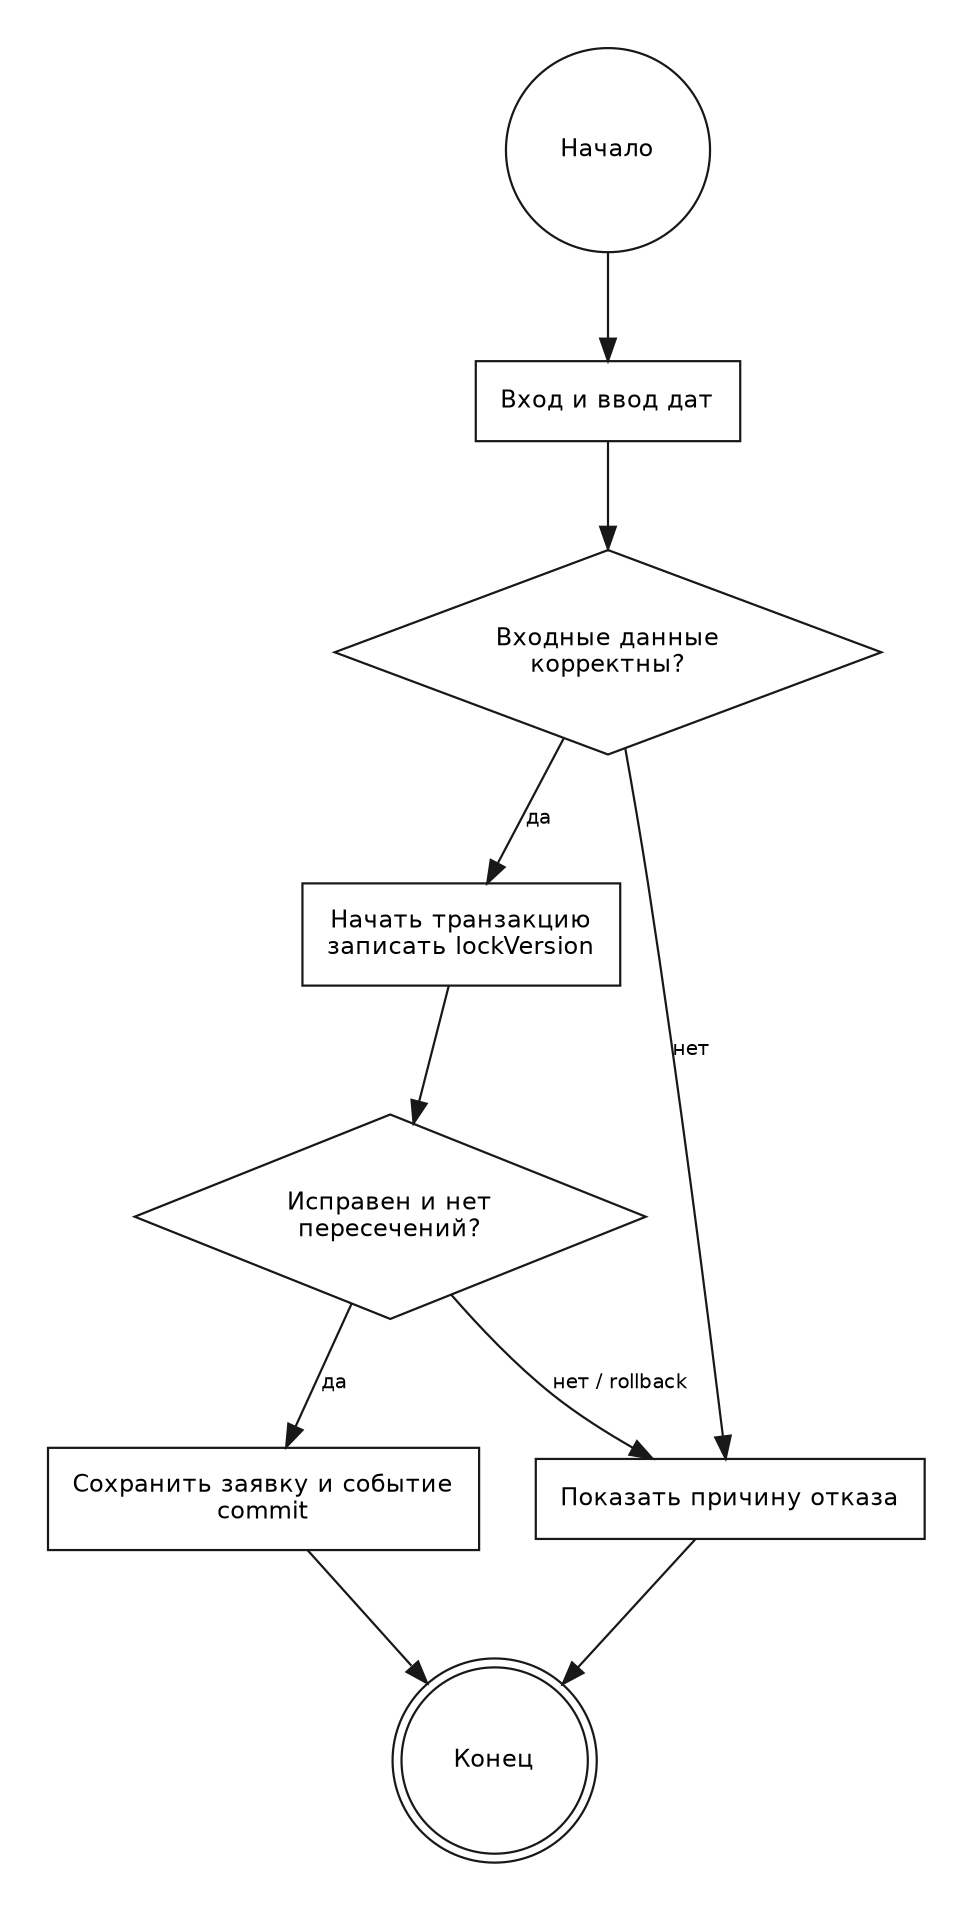 Начало
Вход и ввод дат
Входные данные
корректны?
да
Начать транзакцию
записать lockVersion
нет
Исправен и нет
пересечений?
да
нет / rollback
Сохранить заявку и событие
commit
Показать причину отказа
Конец